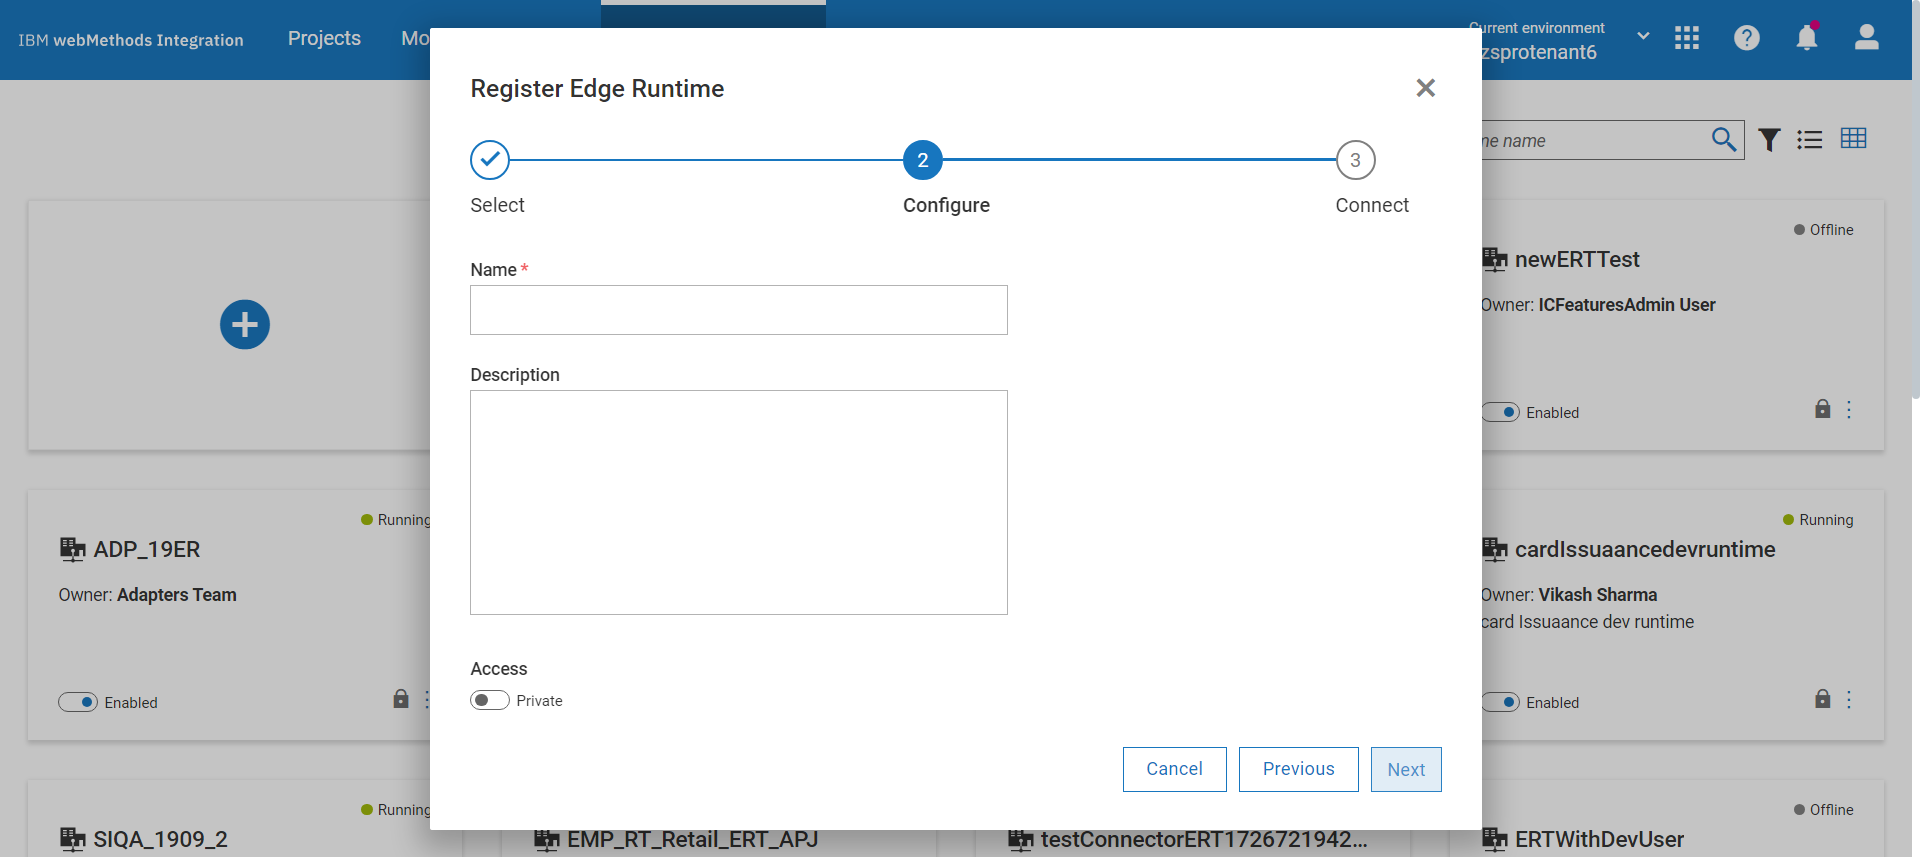 IBM webMethods Integration
Projects
Mo
Current environment
zsprotenant6
Register Edge Runtime
2
3
Select
Configure
Connect
me name
Name *
Description
Access
Private
Cancel
Previous
Next
Offline
newERTTest
Owner: ICFeaturesAdmin User
Enabled
Running
ADP_19ER
Owner: Adapters Team
Enabled
Running
cardIssuaancedevruntime
Owner: Vikash Sharma
card Issuaance dev runtime
Enabled
Running
SIQA_1909_2
EMP_RT_Retail_ERT_APJ
testConnectorERT1726721942...
Offline
ERTWithDevUser